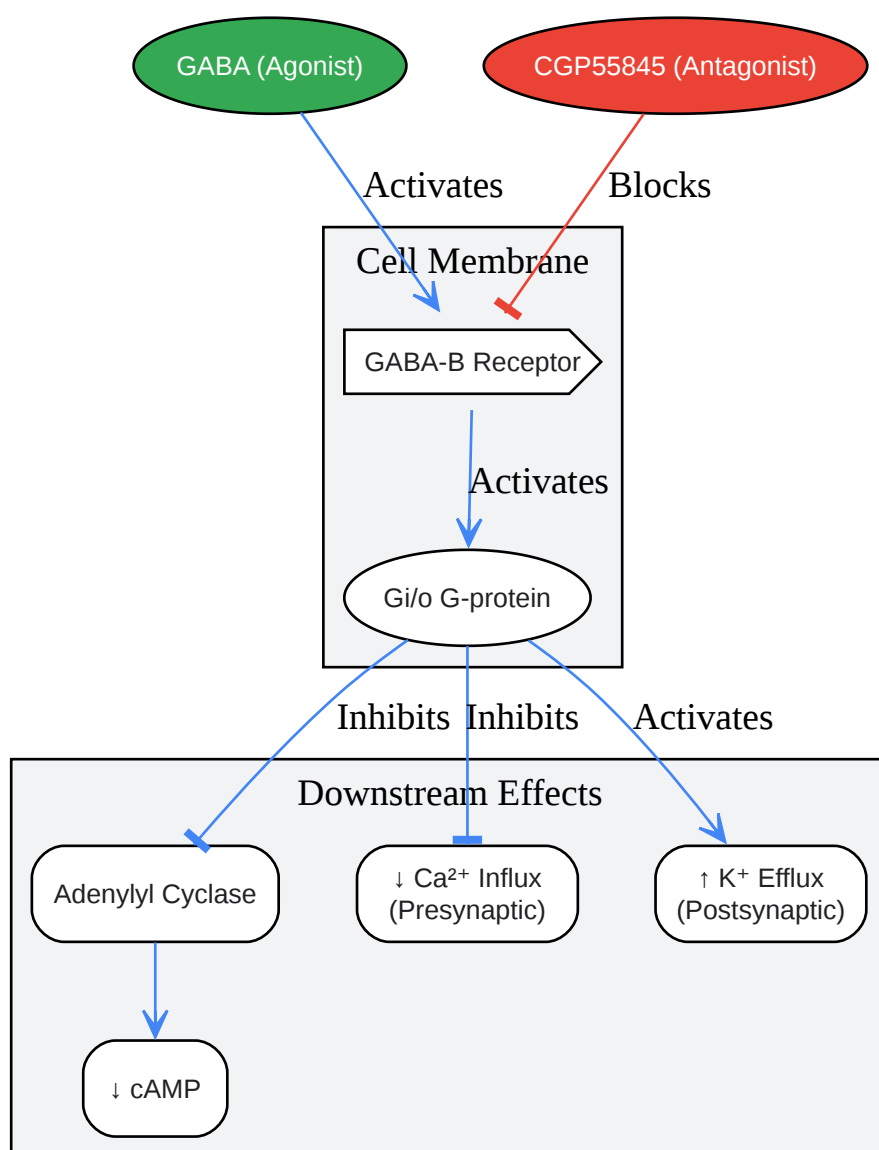 GABA (Agonist)
CGP55845 (Antagonist)
Activates
Blocks
Cell Membrane
GABA-B Receptor
Activates
Gi/o G-protein
Inhibits
Inhibits
Activates
Downstream Effects
Adenylyl Cyclase
↓ Ca²⁺ Influx
(Presynaptic)
↑ K⁺ Efflux
(Postsynaptic)
↓ cAMP